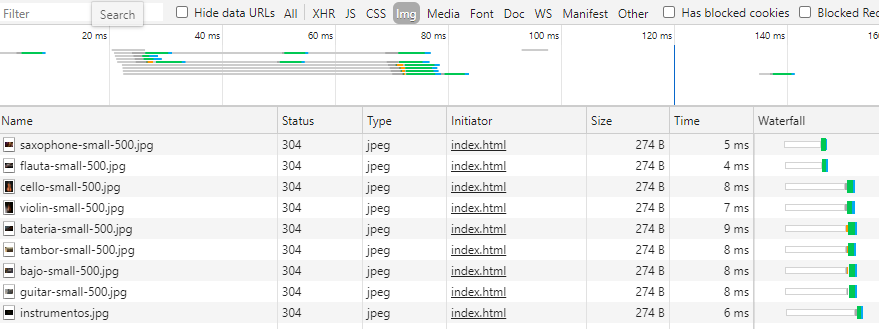 Filter Hide data URLs All XHR JS CSS Img Media Font Doc WS Manifest Other Has blocked cookies Blocked Rec
Search
20 ms 40 ms 60 ms 80 ms 100 ms 120 ms 140 ms 160
Name Status Type Initiator Size Time Waterfall
saxophone-small-500.jpg 304 jpeg index.html 274 B 5 ms
flauta-small-500.jpg 304 jpeg index.html 274 B 4 ms
cello-small-500.jpg 304 jpeg index.html 274 B 8 ms
violin-small-500.jpg 304 jpeg index.html 274 B 7 ms
bateria-small-500.jpg 304 jpeg index.html 274 B 9 ms
tambor-small-500.jpg 304 jpeg index.html 274 B 8 ms
bajo-small-500.jpg 304 jpeg index.html 274 B 8 ms
guitar-small-500.jpg 304 jpeg index.html 274 B 8 ms
instrumentos.jpg 304 jpeg index.html 274 B 6 ms